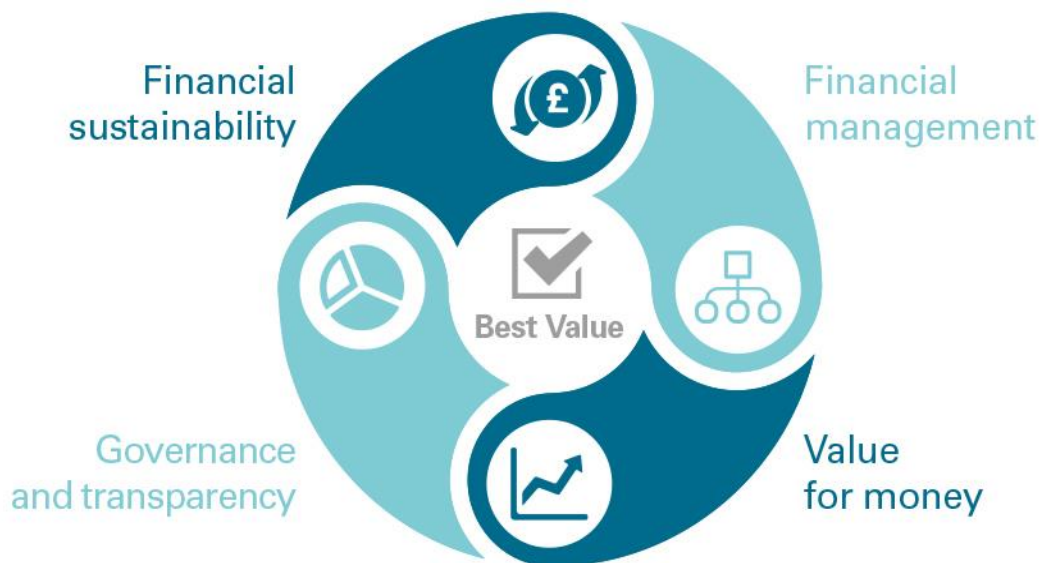 Financial
sustainability
Financial
management
£
Best Value
Governance
and transparency
Value
for money